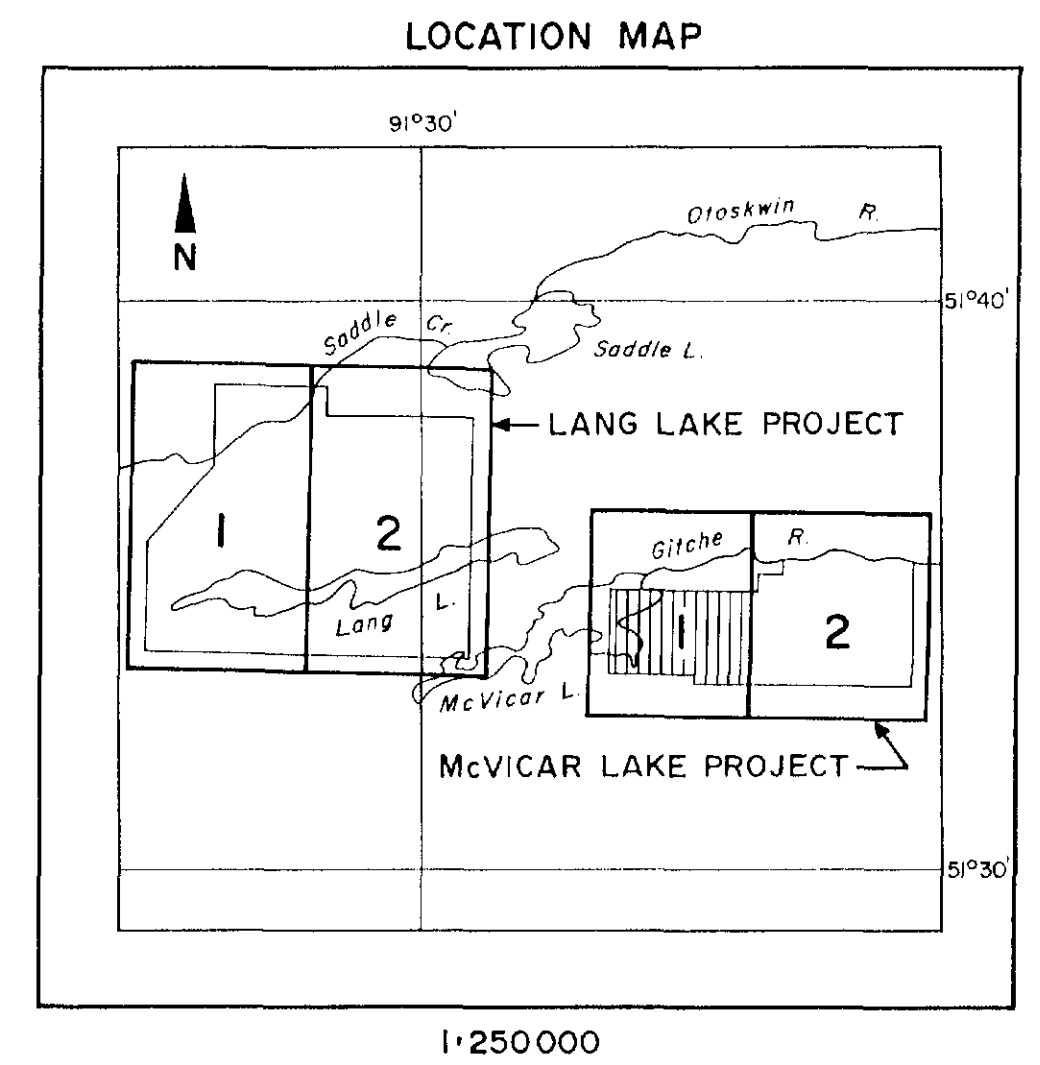 LOCATION MAP
91°30'
N
Otoskwin R.
51°40'
Saddle Cr.
Saddle L.
LANG LAKE PROJECT
1
2
Gitche R.
Lang L.
1
2
McVicar L.
McVICAR LAKE PROJECT
51°30'
1:250000